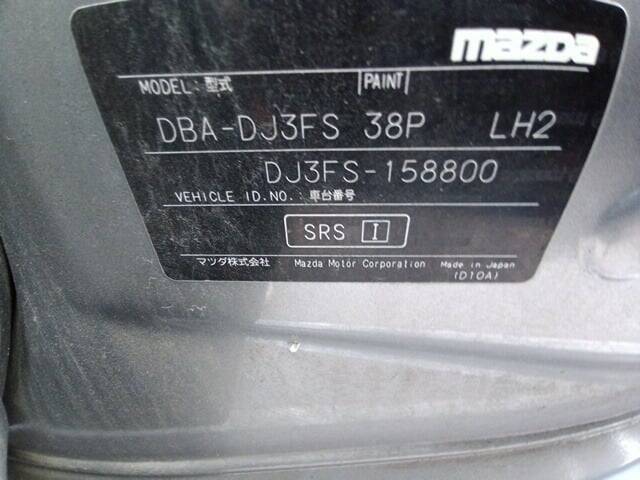 mazda
MODEL: 型式 PAINT
DBA-DJ3FS 38P LH2
DJ3FS-158800
VEHICLE ID.NO.: 車台番号
SRS I
マツダ株式会社 Mazda Motor Corporation Made in Japan
(D10A)